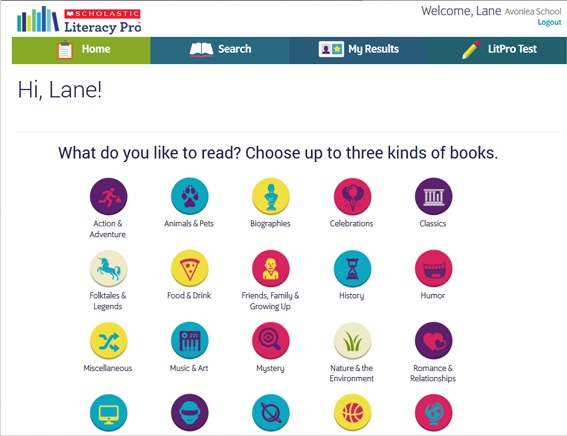 SCHOLASTIC
Literacy Pro™
Welcome, Lane Avonlea School
Logout
Home Search My Results LitPro Test
Hi, Lane!
What do you like to read? Choose up to three kinds of books.
Action & Adventure
Animals & Pets
Biographies
Celebrations
Classics
Folktales & Legends
Food & Drink
Friends, Family & Growing Up
History
Humor
Miscellaneous
Music & Art
Mystery
Nature & the Environment
Romance & Relationships